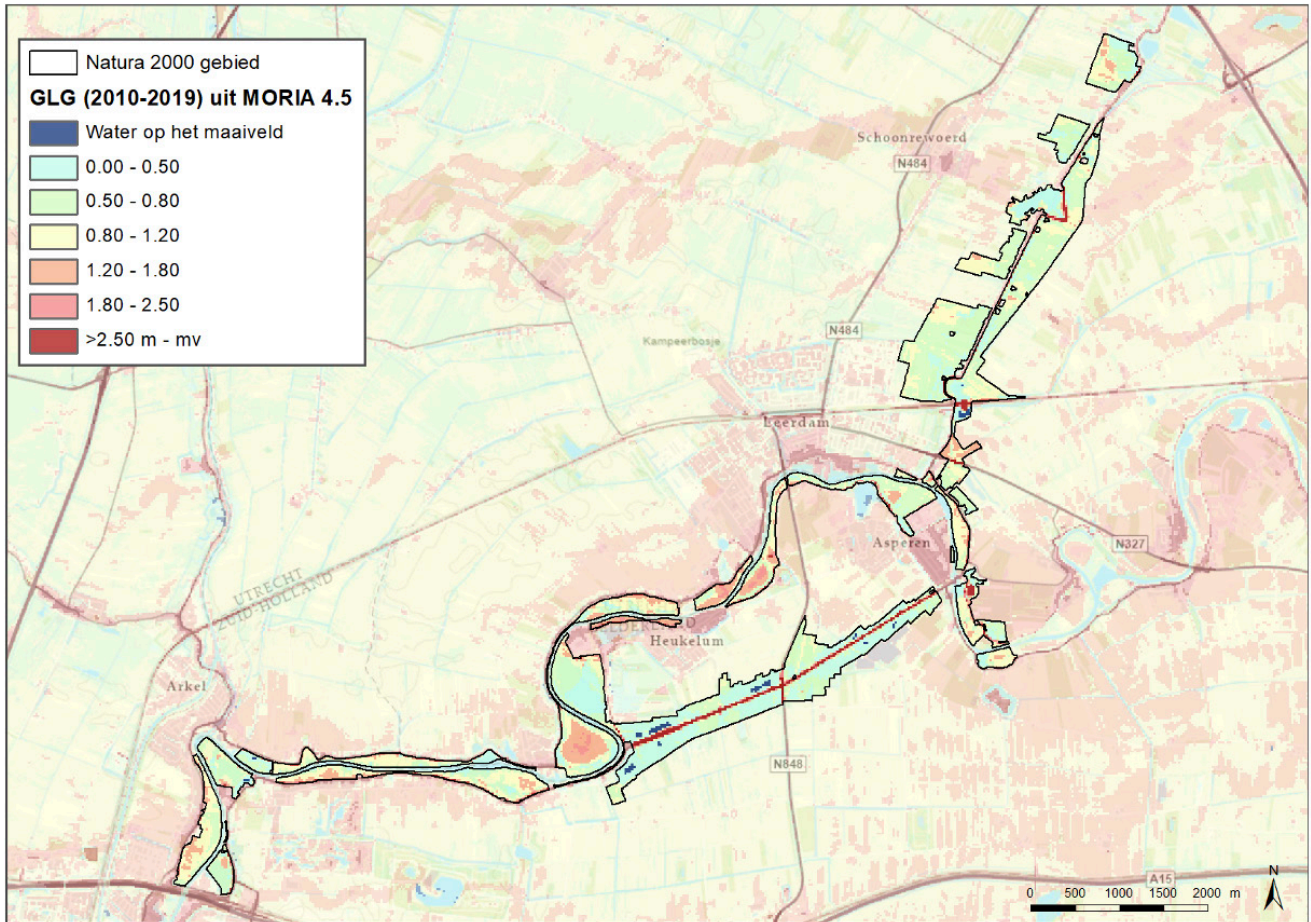 Natura 2000 gebied
GLG (2010-2019) uit MORIA 4.5
Water op het maaiveld
0.00 - 0.50
0.50 - 0.80
0.80 - 1.20
1.20 - 1.80
1.80 - 2.50
>2.50 m - mv
Schoonrewoerd
N484
N484
Kampeerbosje
Leerdam
Asperen
N327
UTRECHT
ZUID HOLLAND
Heukelum
Arkel
N848
A15
N
0 500 1000 1500 2000 m